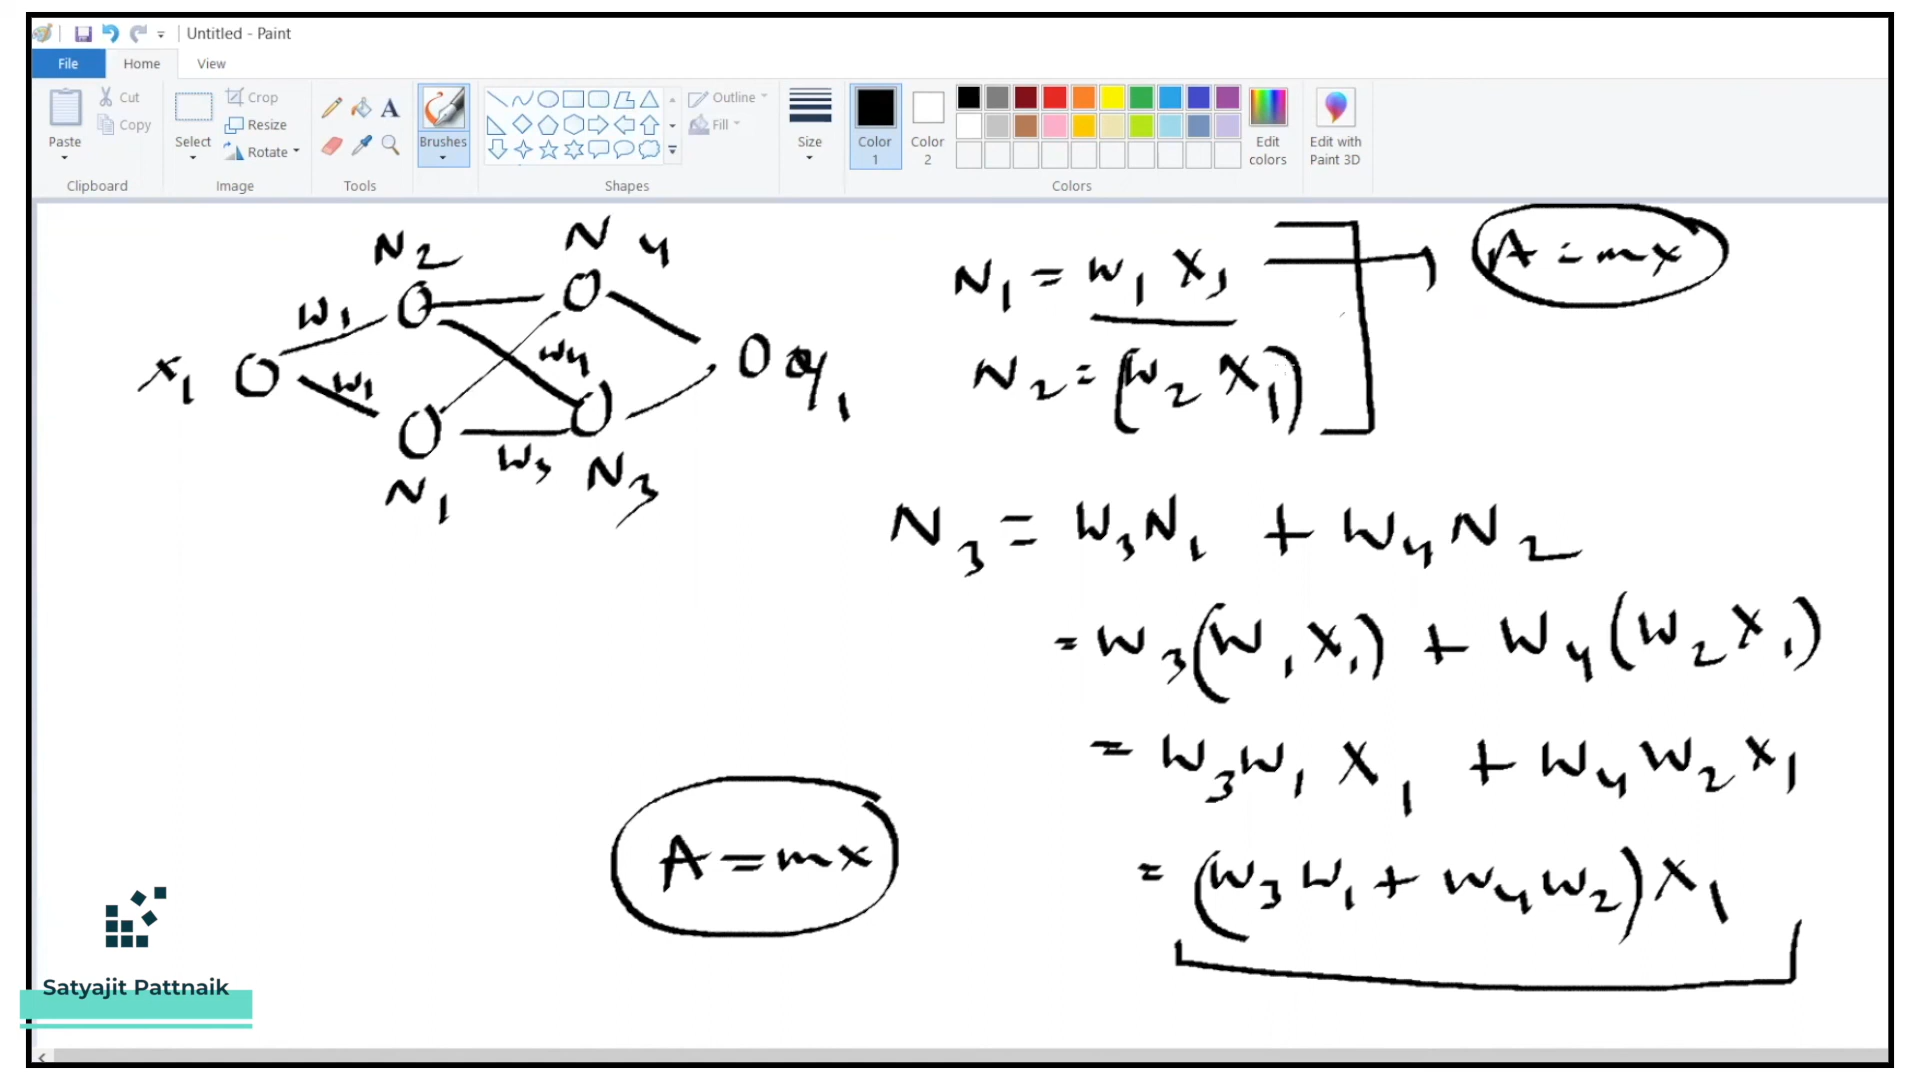 Untitled - Paint
File Home View
Cut
Copy
Paste
Clipboard
Crop
Resize
Rotate
Select
Image
Tools
Brushes
Shapes
Outline
Fill
Size
Color 1
Color 2
Edit colors
Colors
Edit with Paint 3D
N2
N4
W1
X1
W1
W4
y1
W3
N1
N3
N1 = W1 X1
A = mx
N2 = (W2 X1)
N3 = W3N1 + W4N2
= W3(W1X1) + W4(W2X1)
= W3W1X1 + W4W2X1
= (W3W1 + W4W2)X1
A = mx
Satyajit Pattnaik